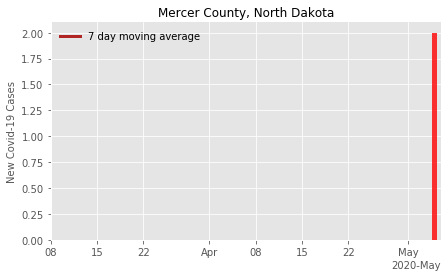 Mercer County, North Dakota
7 day moving average
New Covid-19 Cases
2.00
1.75
1.50
1.25
1.00
0.75
0.50
0.25
0.00
08 15 22 Apr 08 15 22 May
2020-May